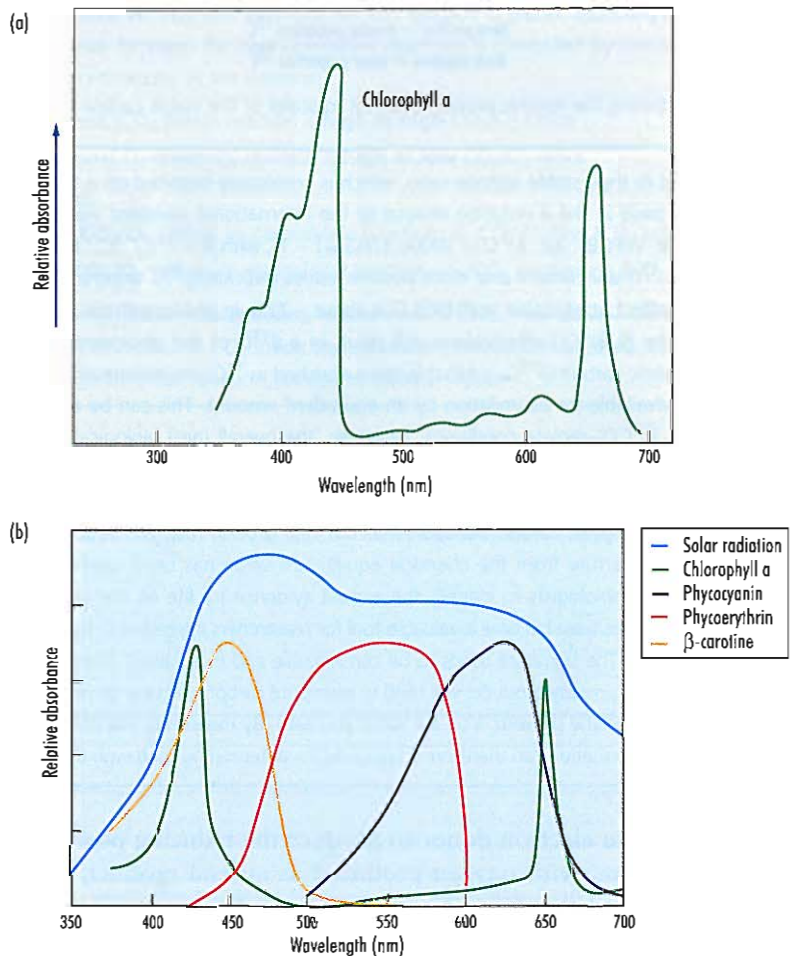 (a)
Chlorophyll a
Relative absorbance
300 400 500 600 700
Wavelength (nm)
(b)
Solar radiation
Chlorophyll a
Phycocyanin
Phycoerythrin
β-carotine
Relative absorbance
350 400 450 500 550 600 650 700
Wavelength (nm)